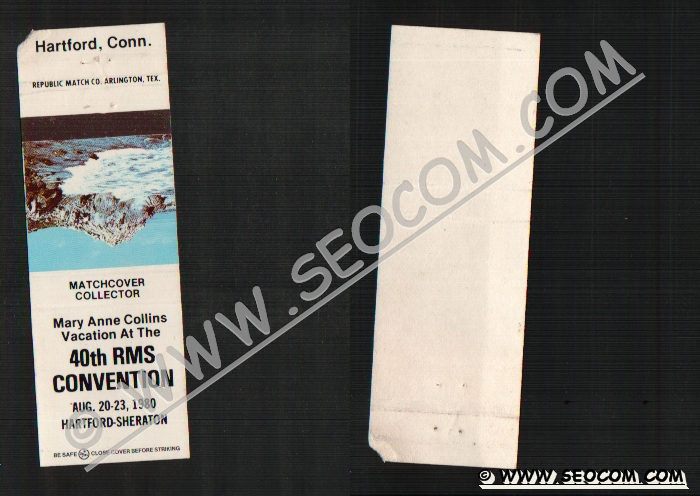 Hartford, Conn.
REPUBLIC MATCH CO. ARLINGTON, TEX.
MATCHCOVER
COLLECTOR
Mary Anne Collins
Vacation At The
40th RMS
CONVENTION
AUG. 20-23, 1980
HARTFORD-SHERATON
BE SAFE CLOSE COVER BEFORE STRIKING
© WWW.SEOCOM.COM
© WWW.SEOCOM.COM